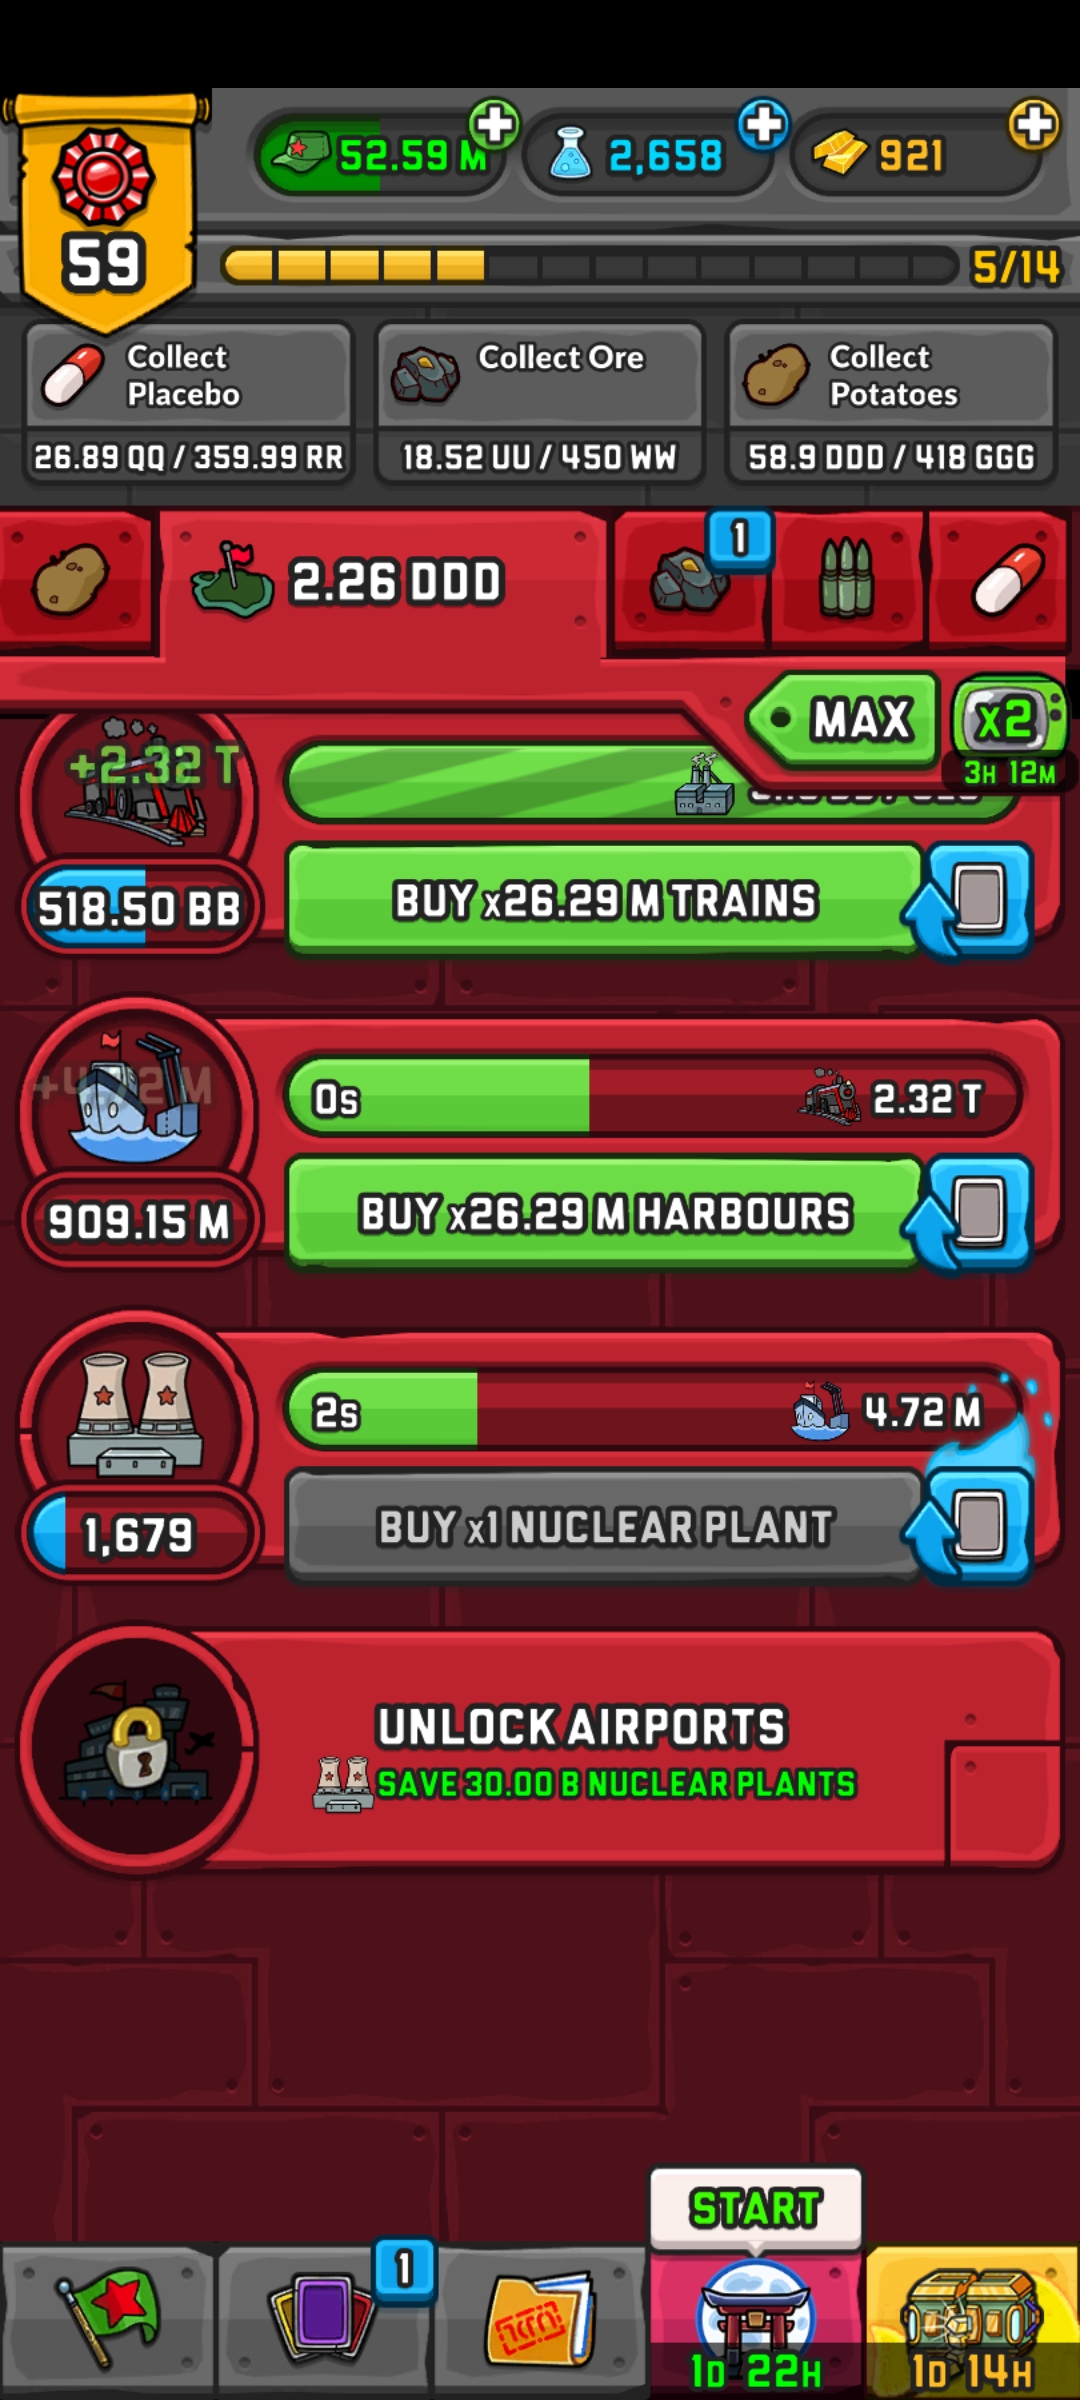 52.59 M
2,658
921
59
5/14
Collect
Placebo
26.89 QQ / 359.99 RR
Collect Ore
18.52 UU / 450 WW
Collect
Potatoes
58.9 DDD / 418 GGG
2.26 DDD
1
MAX
x2
3H 12M
+2.32 T
518.50 BB
BUY x26.29 M TRAINS
+4.72 M
0s
2.32 T
909.15 M
BUY x26.29 M HARBOURS
2s
4.72 M
1,679
BUY x1 NUCLEAR PLANT
UNLOCK AIRPORTS
SAVE 30.00 B NUCLEAR PLANTS
START
1
1D 22H
1D 14H